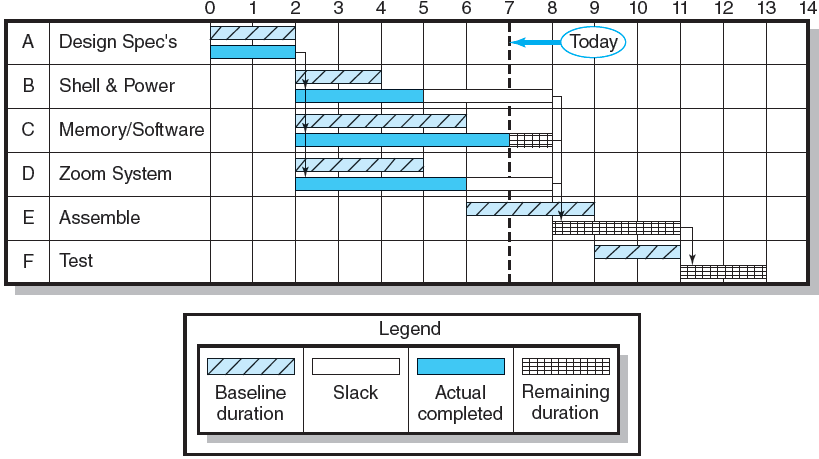 0 1 2 3 4 5 6 7 8 9 10 11 12 13 14
A Design Spec's
Today
B Shell & Power
C Memory/Software
D Zoom System
E Assemble
F Test
Legend
Baseline duration
Slack
Actual completed
Remaining duration